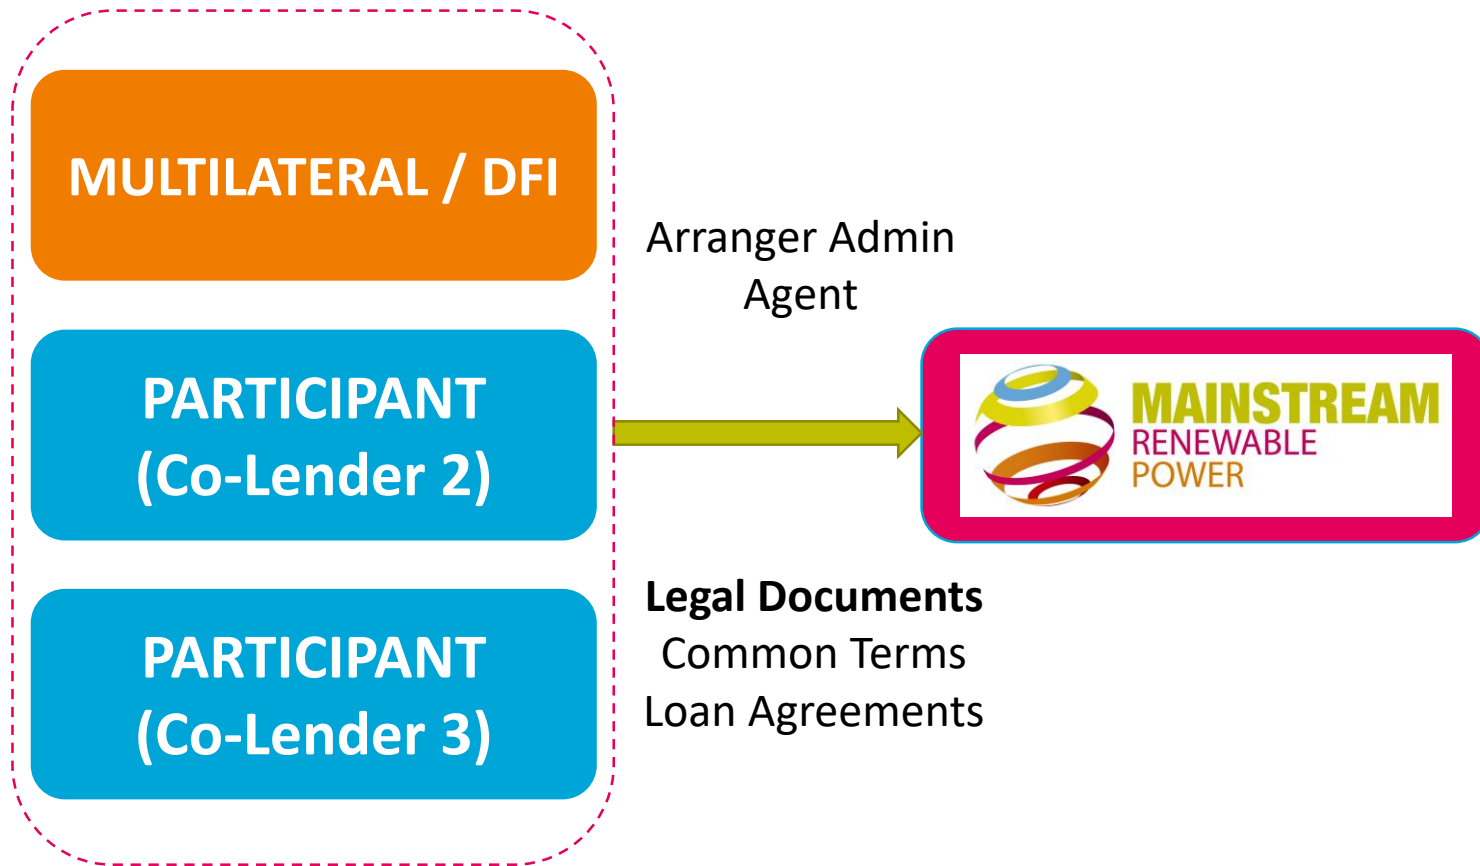 MULTILATERAL / DFI
PARTICIPANT
(Co-Lender 2)
PARTICIPANT
(Co-Lender 3)
Arranger Admin
Agent
Legal Documents
Common Terms
Loan Agreements
MAINSTREAM
RENEWABLE
POWER